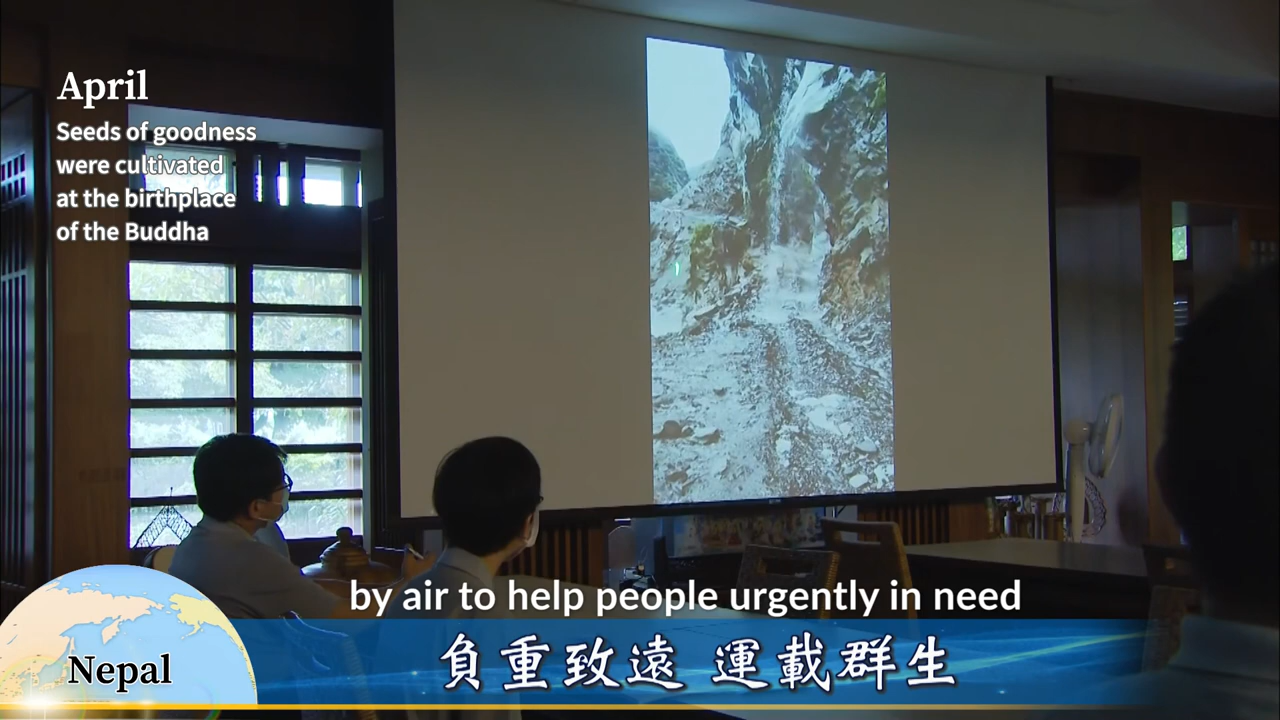 April
Seeds of goodness
were cultivated
at the birthplace
of the Buddha
by air to help people urgently in need
負重致遠 運載群生
Nepal